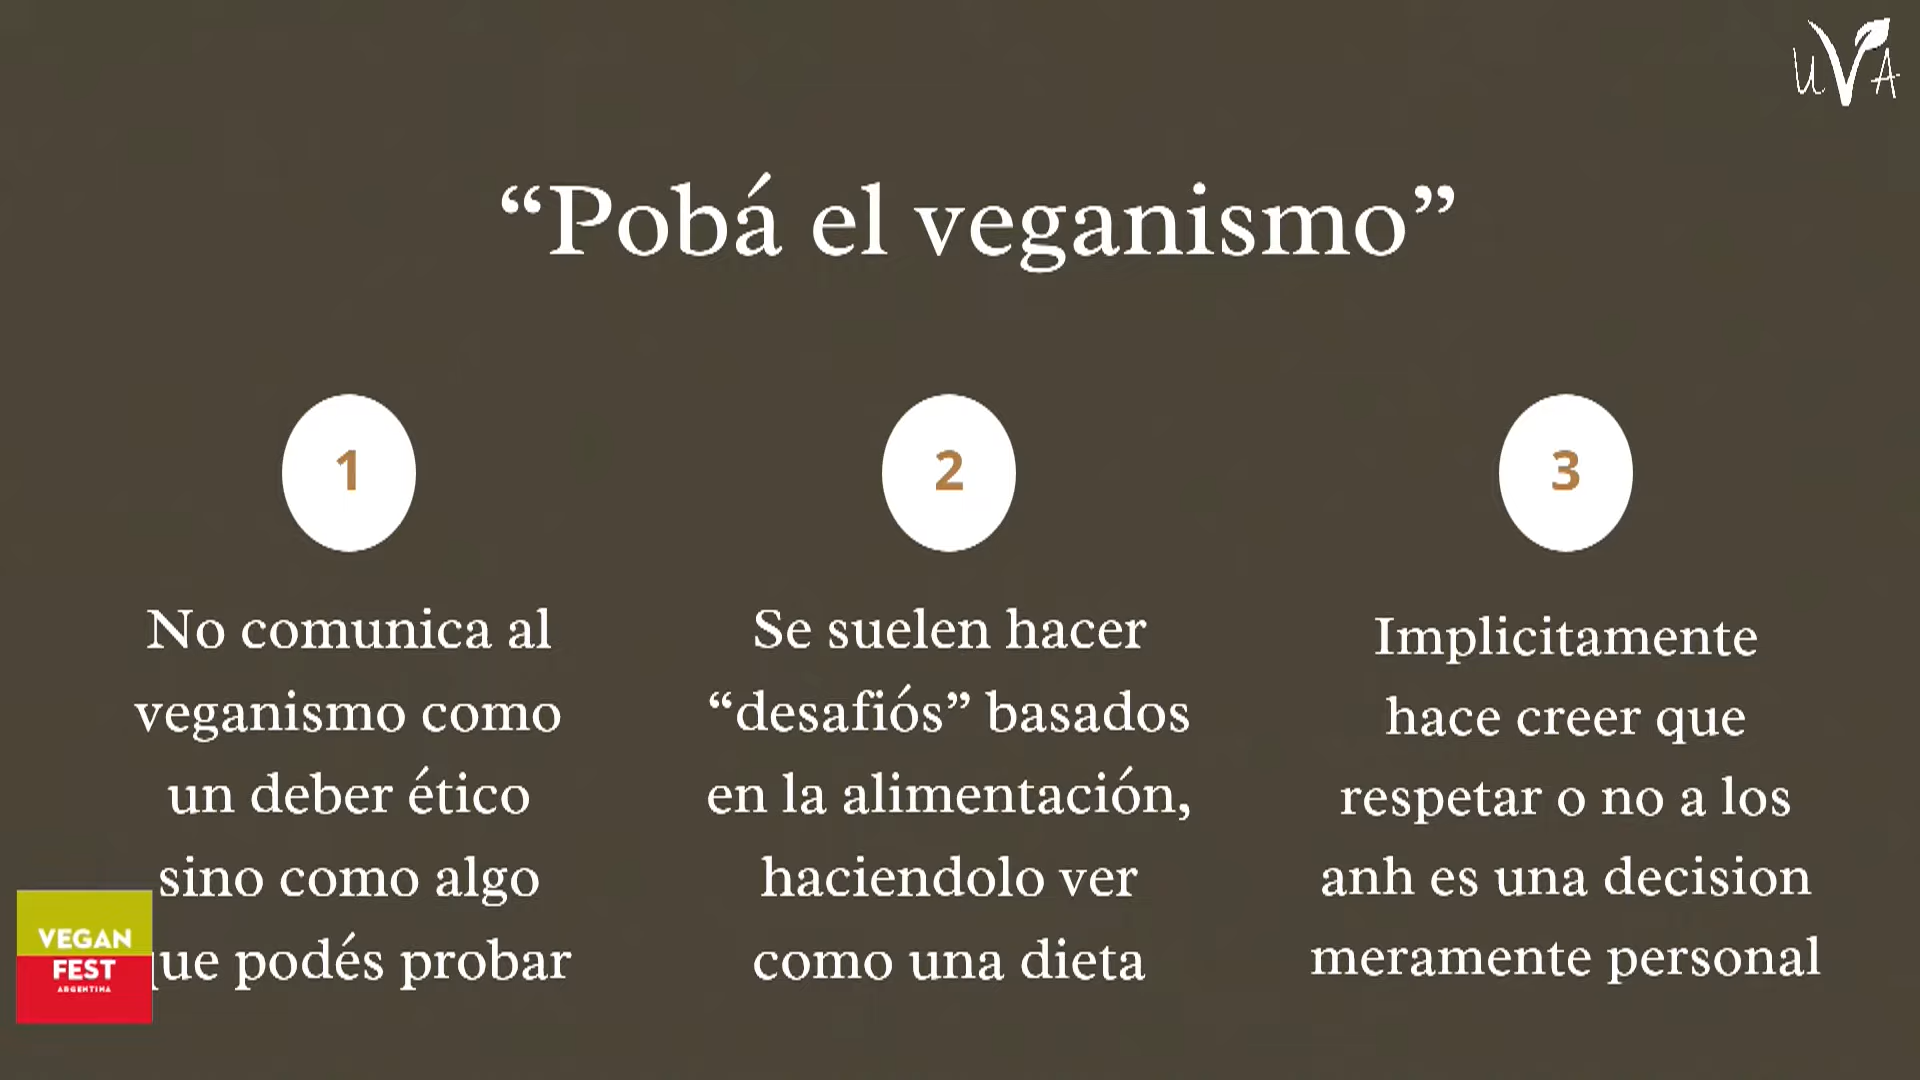 UVA
“Pobá el veganismo”
1
No comunica al
veganismo como
un deber ético
sino como algo
ue podés probar
2
Se suelen hacer
“desafiós” basados
en la alimentación,
haciendolo ver
como una dieta
3
Implicitamente
hace creer que
respetar o no a los
anh es una decision
meramente personal
VEGAN
FEST
ARGENTINA